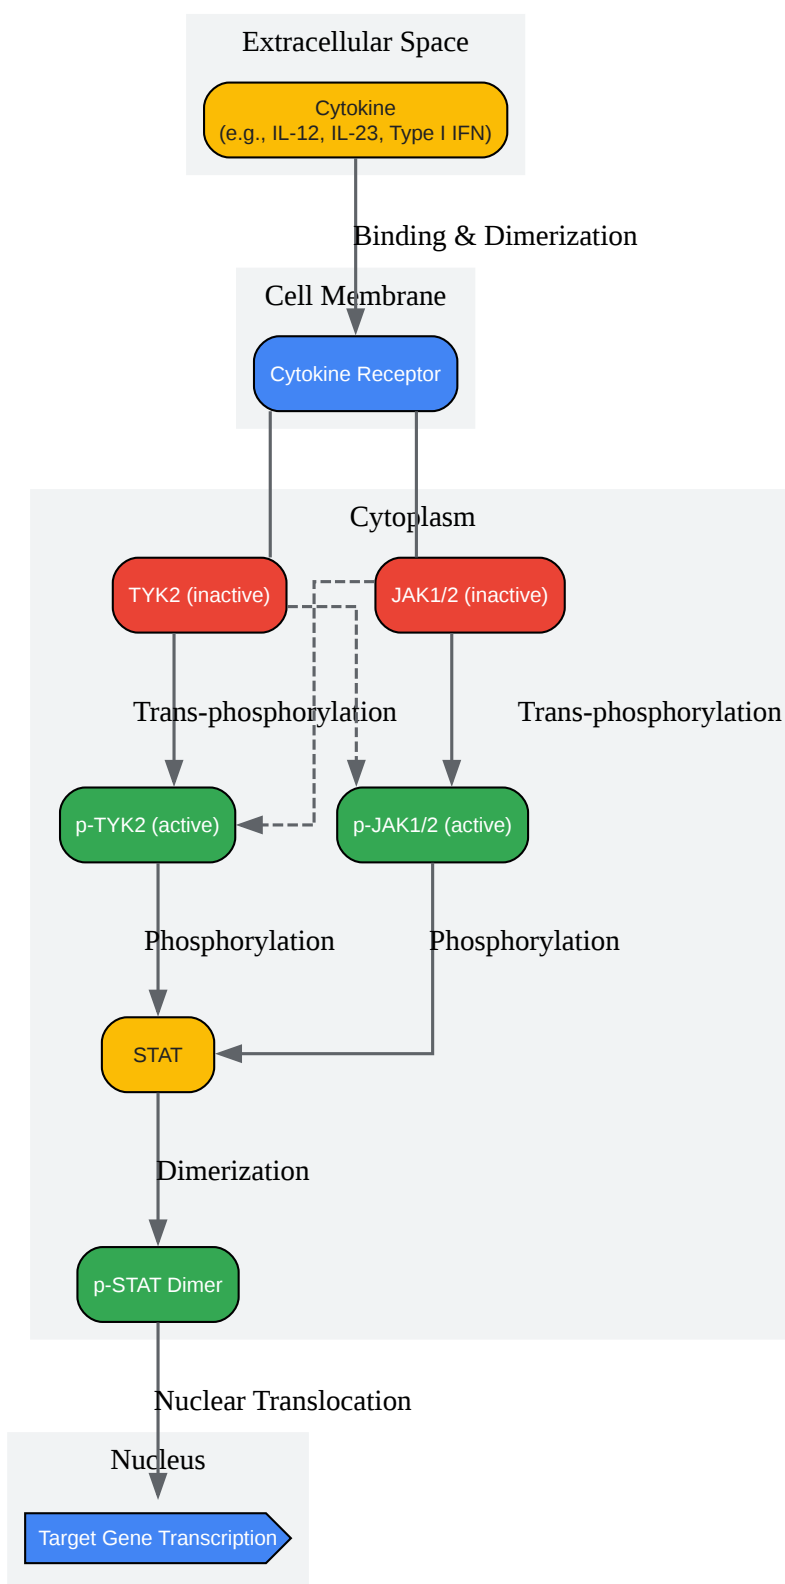 Extracellular Space
Cytokine
(e.g., IL-12, IL-23, Type I IFN)
Binding & Dimerization
Cell Membrane
Cytokine Receptor
Cytoplasm
TYK2 (inactive)
JAK1/2 (inactive)
Trans-phosphorylation
Trans-phosphorylation
p-TYK2 (active)
p-JAK1/2 (active)
Phosphorylation
Phosphorylation
STAT
Dimerization
p-STAT Dimer
Nuclear Translocation
Nucleus
Target Gene Transcription